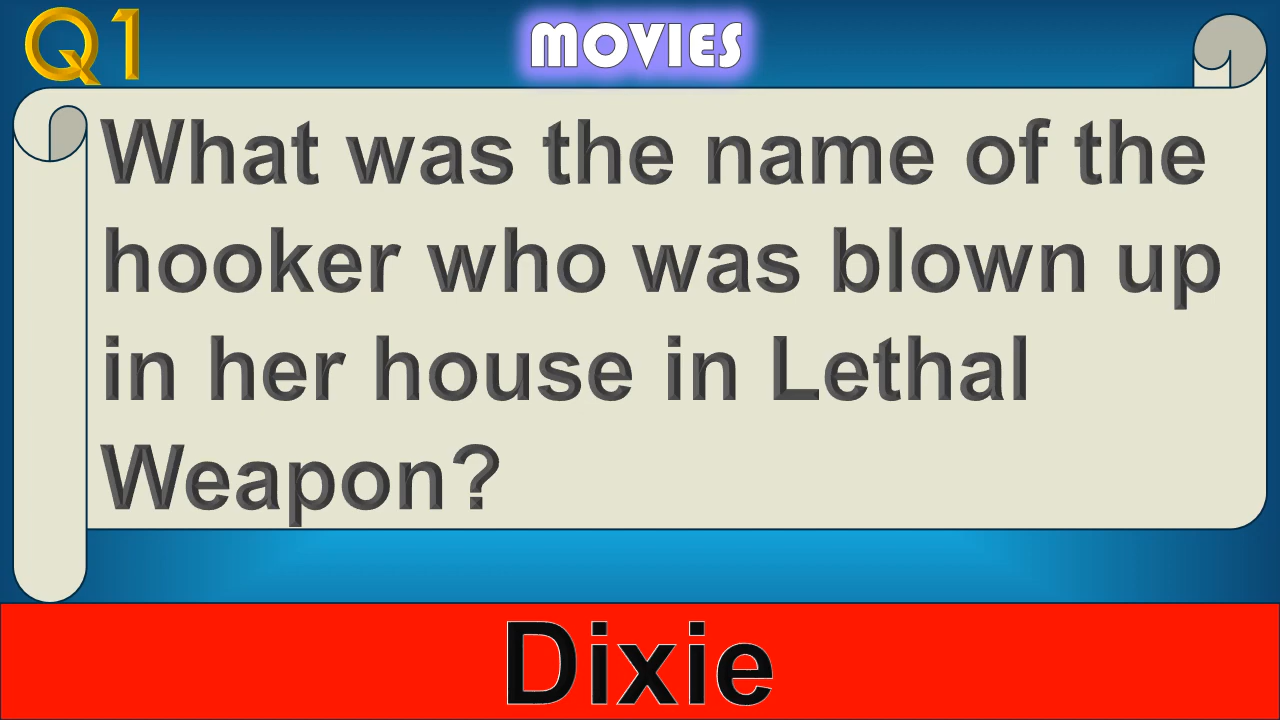 Q1
MOVIES
What was the name of the
hooker who was blown up
in her house in Lethal
Weapon?
Dixie